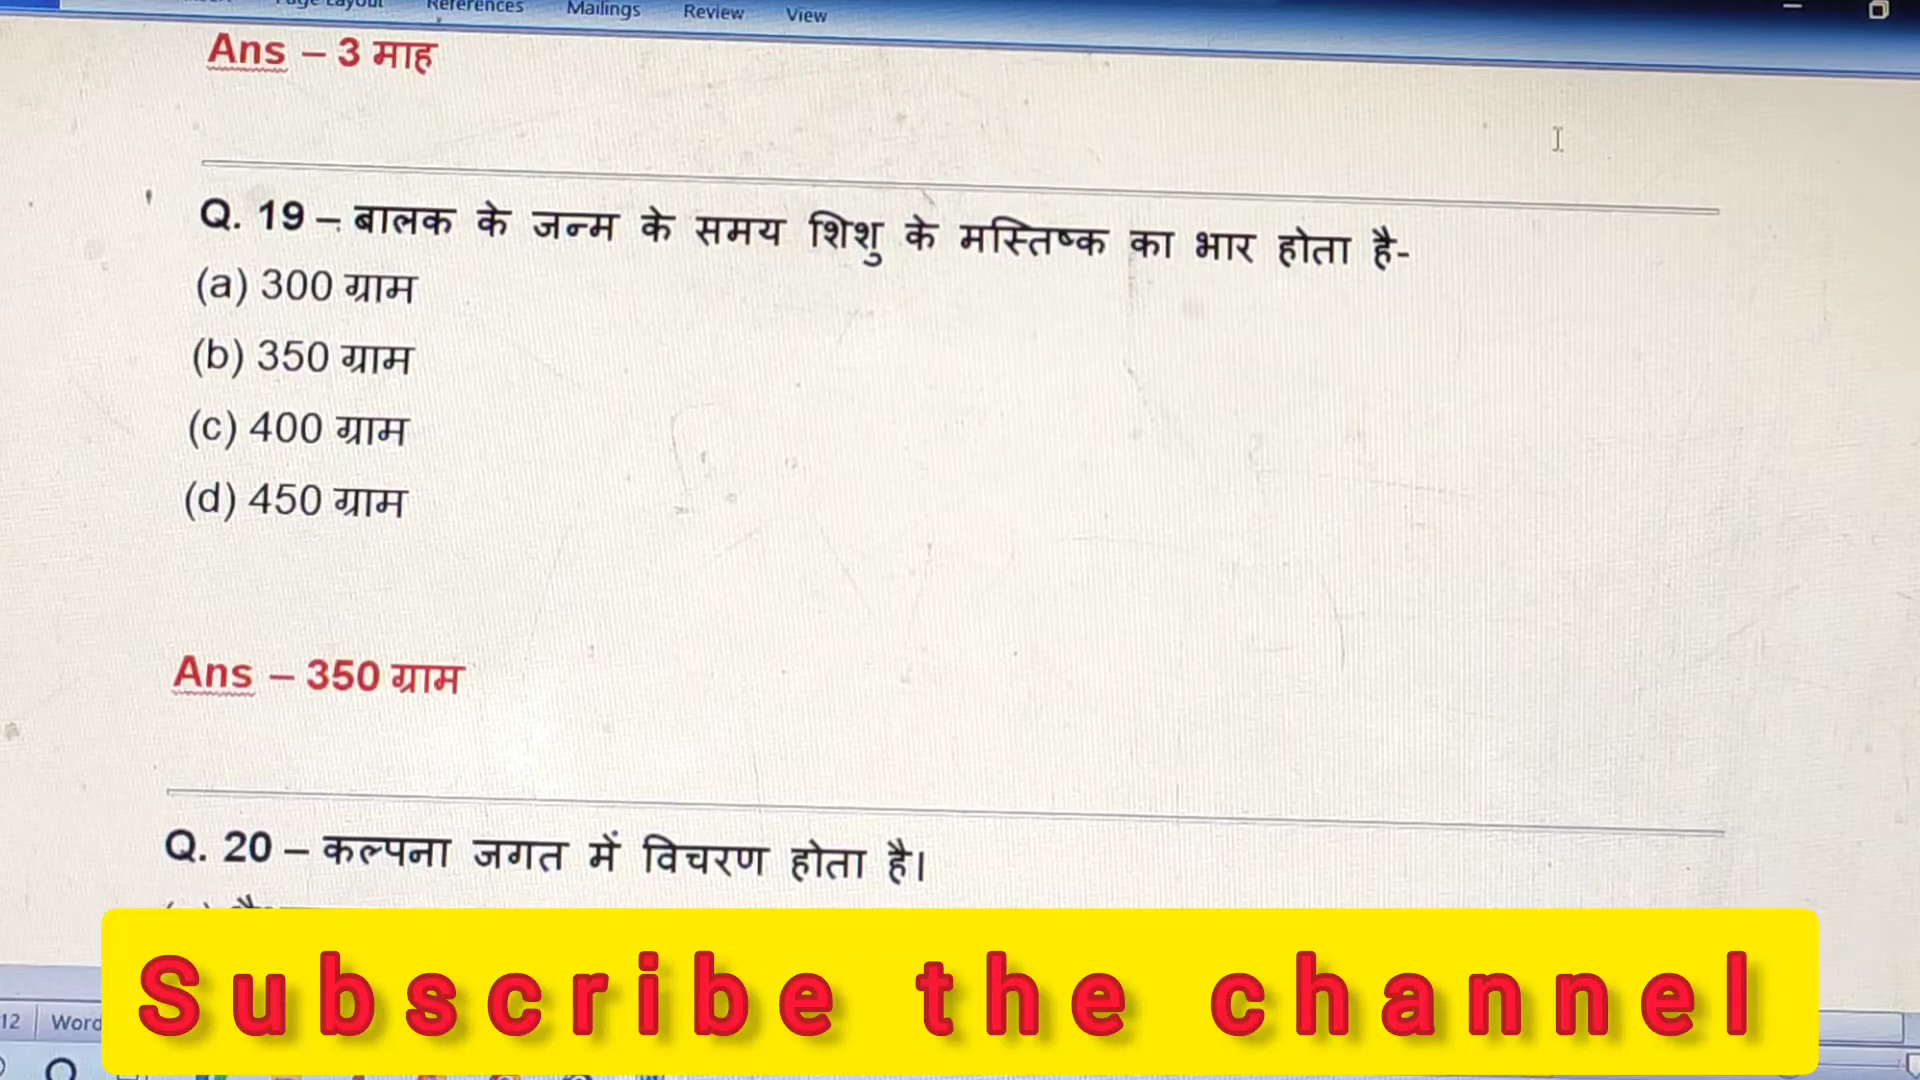 References Mailings Review View
Ans – 3 माह
Q. 19 – बालक के जन्म के समय शिशु के मस्तिष्क का भार होता है-
(a) 300 ग्राम
(b) 350 ग्राम
(c) 400 ग्राम
(d) 450 ग्राम
Ans – 350 ग्राम
Q. 20 – कल्पना जगत में विचरण होता है।
Subscribe the channel
12 Word